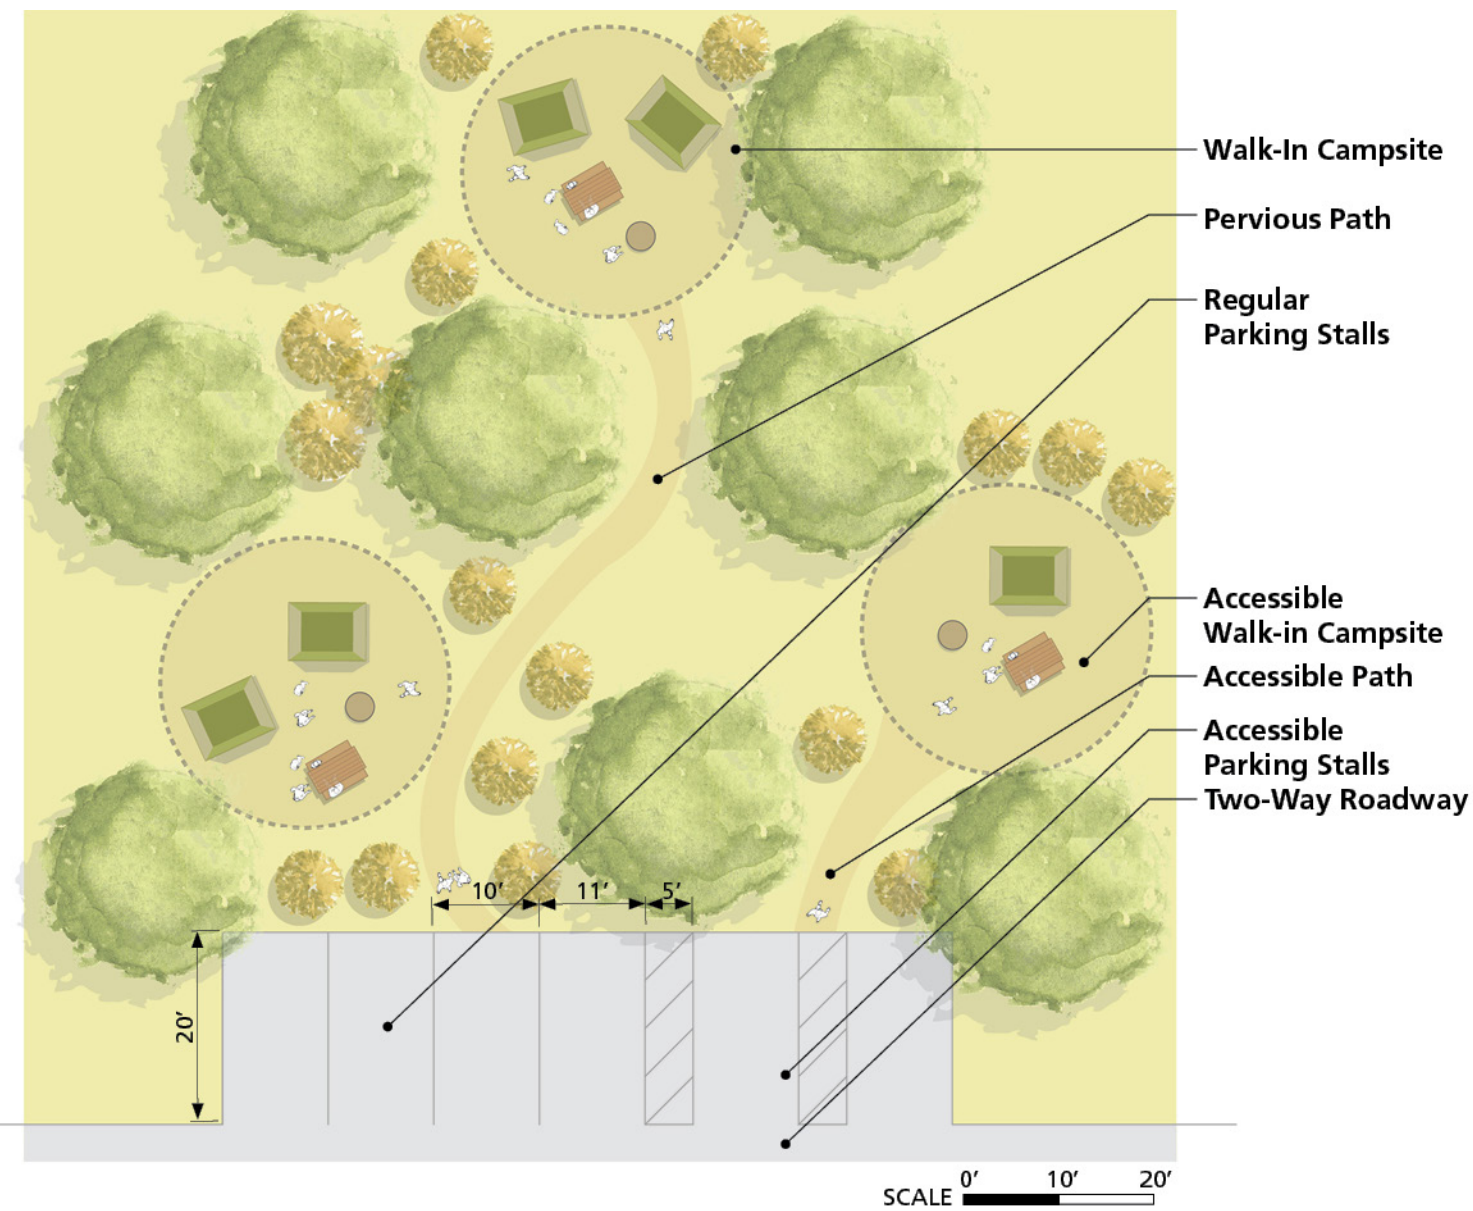 Walk-In Campsite
Pervious Path
Regular
Parking Stalls
Accessible
Walk-in Campsite
Accessible Path
Accessible
Parking Stalls
Two-Way Roadway
10’ 11’ 5’
20’
0’ 10’ 20’
SCALE